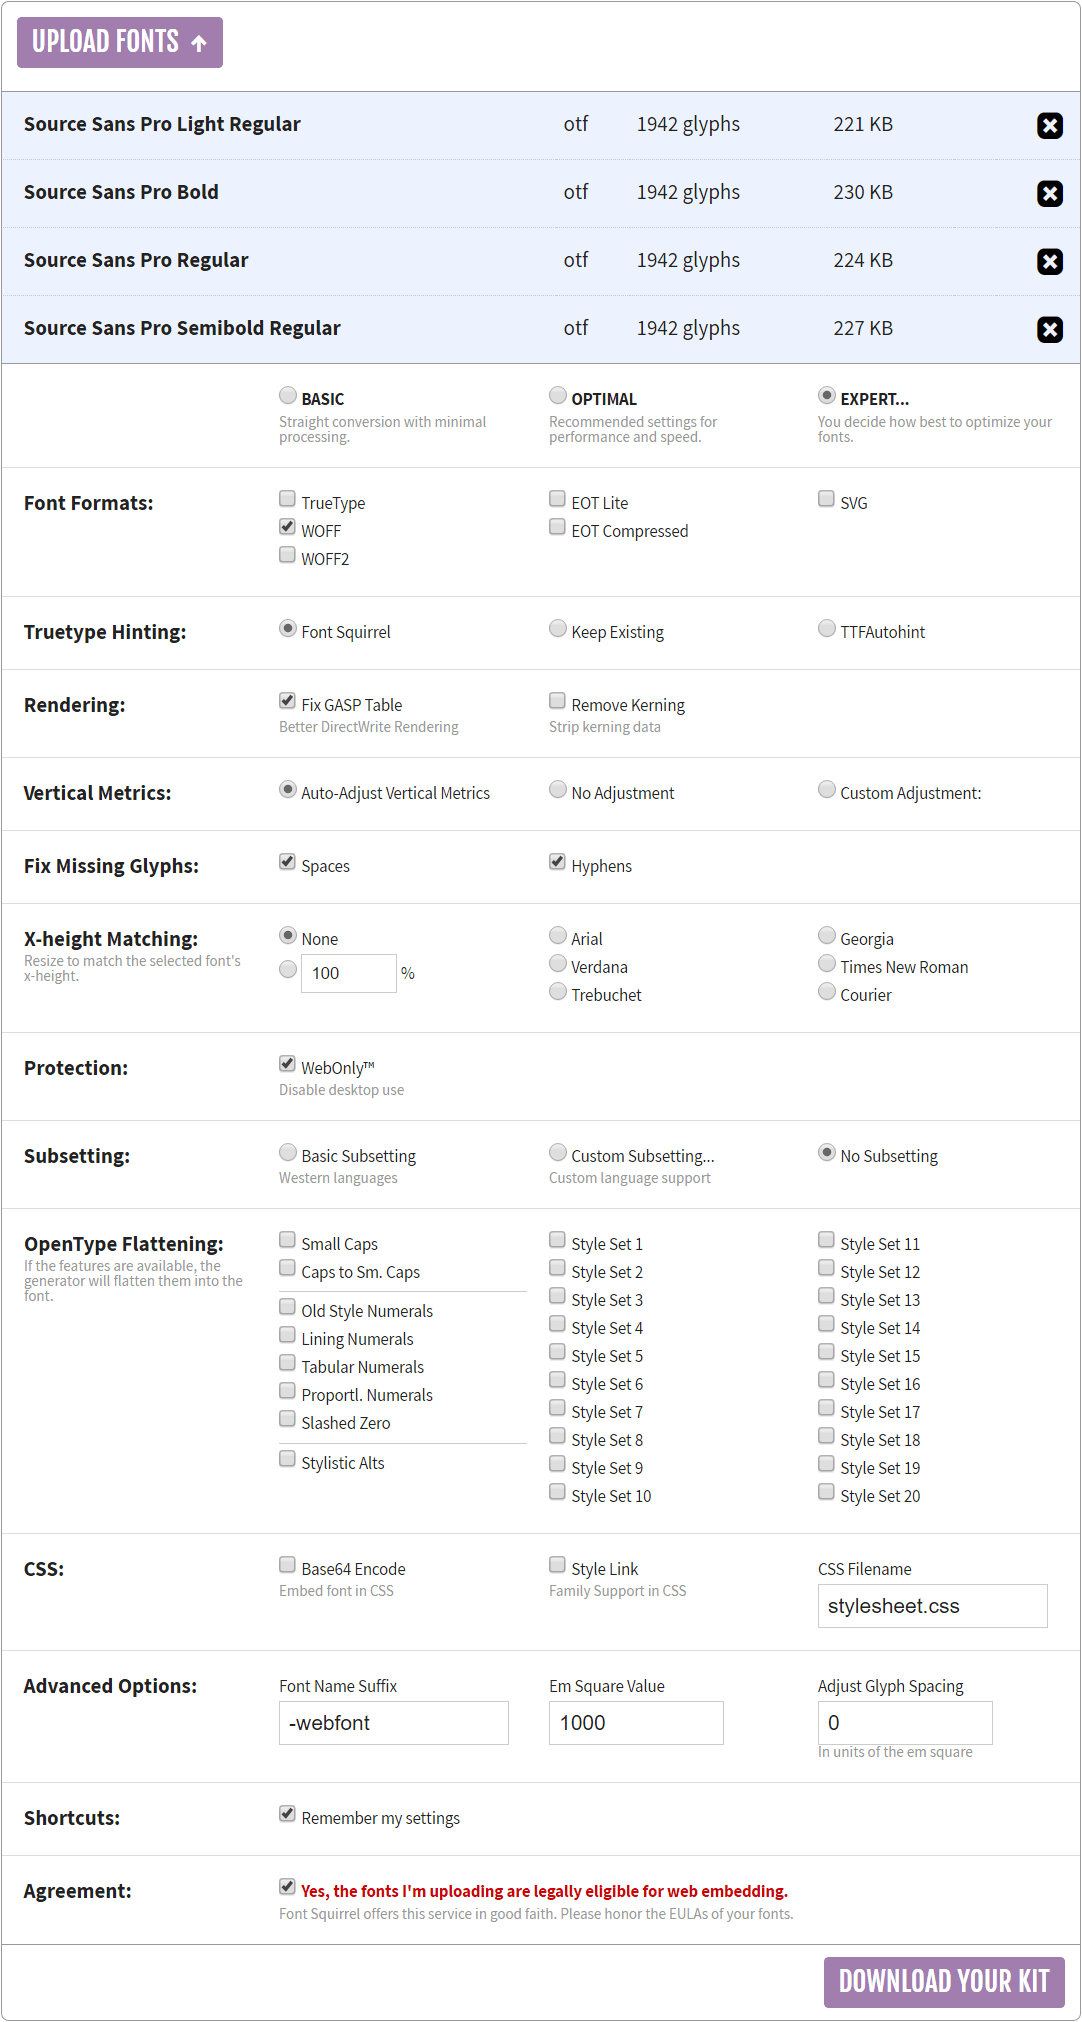 UPLOAD FONTS
Source Sans Pro Light Regular otf 1942 glyphs 221 KB
Source Sans Pro Bold otf 1942 glyphs 230 KB
Source Sans Pro Regular otf 1942 glyphs 224 KB
Source Sans Pro Semibold Regular otf 1942 glyphs 227 KB
BASIC OPTIMAL EXPERT...
Straight conversion with minimal Recommended settings for You decide how best to optimize your
processing. performance and speed. fonts.
Font Formats: TrueType EOT Lite SVG
WOFF EOT Compressed
WOFF2
Truetype Hinting: Font Squirrel Keep Existing TTFAutohint
Rendering: Fix GASP Table Remove Kerning
Better DirectWrite Rendering Strip kerning data
Vertical Metrics: Auto-Adjust Vertical Metrics No Adjustment Custom Adjustment:
Fix Missing Glyphs: Spaces Hyphens
X-height Matching: None Arial Georgia
Resize to match the selected font's 100 % Verdana Times New Roman
x-height. Trebuchet Courier
Protection: WebOnly™
Disable desktop use
Subsetting: Basic Subsetting Custom Subsetting... No Subsetting
Western languages Custom language support
OpenType Flattening: Small Caps Style Set 1 Style Set 11
If the features are available, the Caps to Sm. Caps Style Set 2 Style Set 12
generator will flatten them into the
font. Old Style Numerals Style Set 3 Style Set 13
Lining Numerals Style Set 4 Style Set 14
Tabular Numerals Style Set 5 Style Set 15
Proportl. Numerals Style Set 6 Style Set 16
Slashed Zero Style Set 7 Style Set 17
Style Set 8 Style Set 18
Stylistic Alts Style Set 9 Style Set 19
Style Set 10 Style Set 20
CSS: Base64 Encode Style Link CSS Filename
Embed font in CSS Family Support in CSS stylesheet.css
Advanced Options: Font Name Suffix Em Square Value Adjust Glyph Spacing
-webfont 1000 0
In units of the em square
Shortcuts: Remember my settings
Agreement: Yes, the fonts I'm uploading are legally eligible for web embedding.
Font Squirrel offers this service in good faith. Please honor the EULAs of your fonts.
DOWNLOAD YOUR KIT